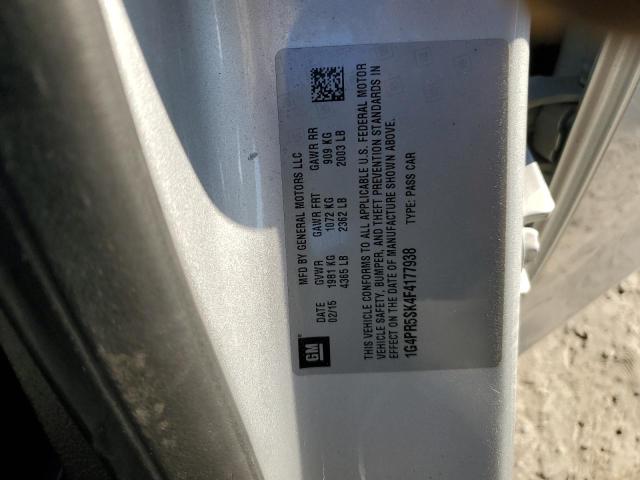 MFD BY GENERAL MOTORS LLC
DATE GVWR GAWR FRT GAWR RR
02/15 1981 KG 1072 KG 909 KG
4365 LB 2362 LB 2003 LB
GM
THIS VEHICLE CONFORMS TO ALL APPLICABLE U.S. FEDERAL MOTOR
VEHICLE SAFETY, BUMPER, AND THEFT PREVENTION STANDARDS IN
EFFECT ON THE DATE OF MANUFACTURE SHOWN ABOVE.
1G4PR5SK4F4177938 TYPE: PASS CAR